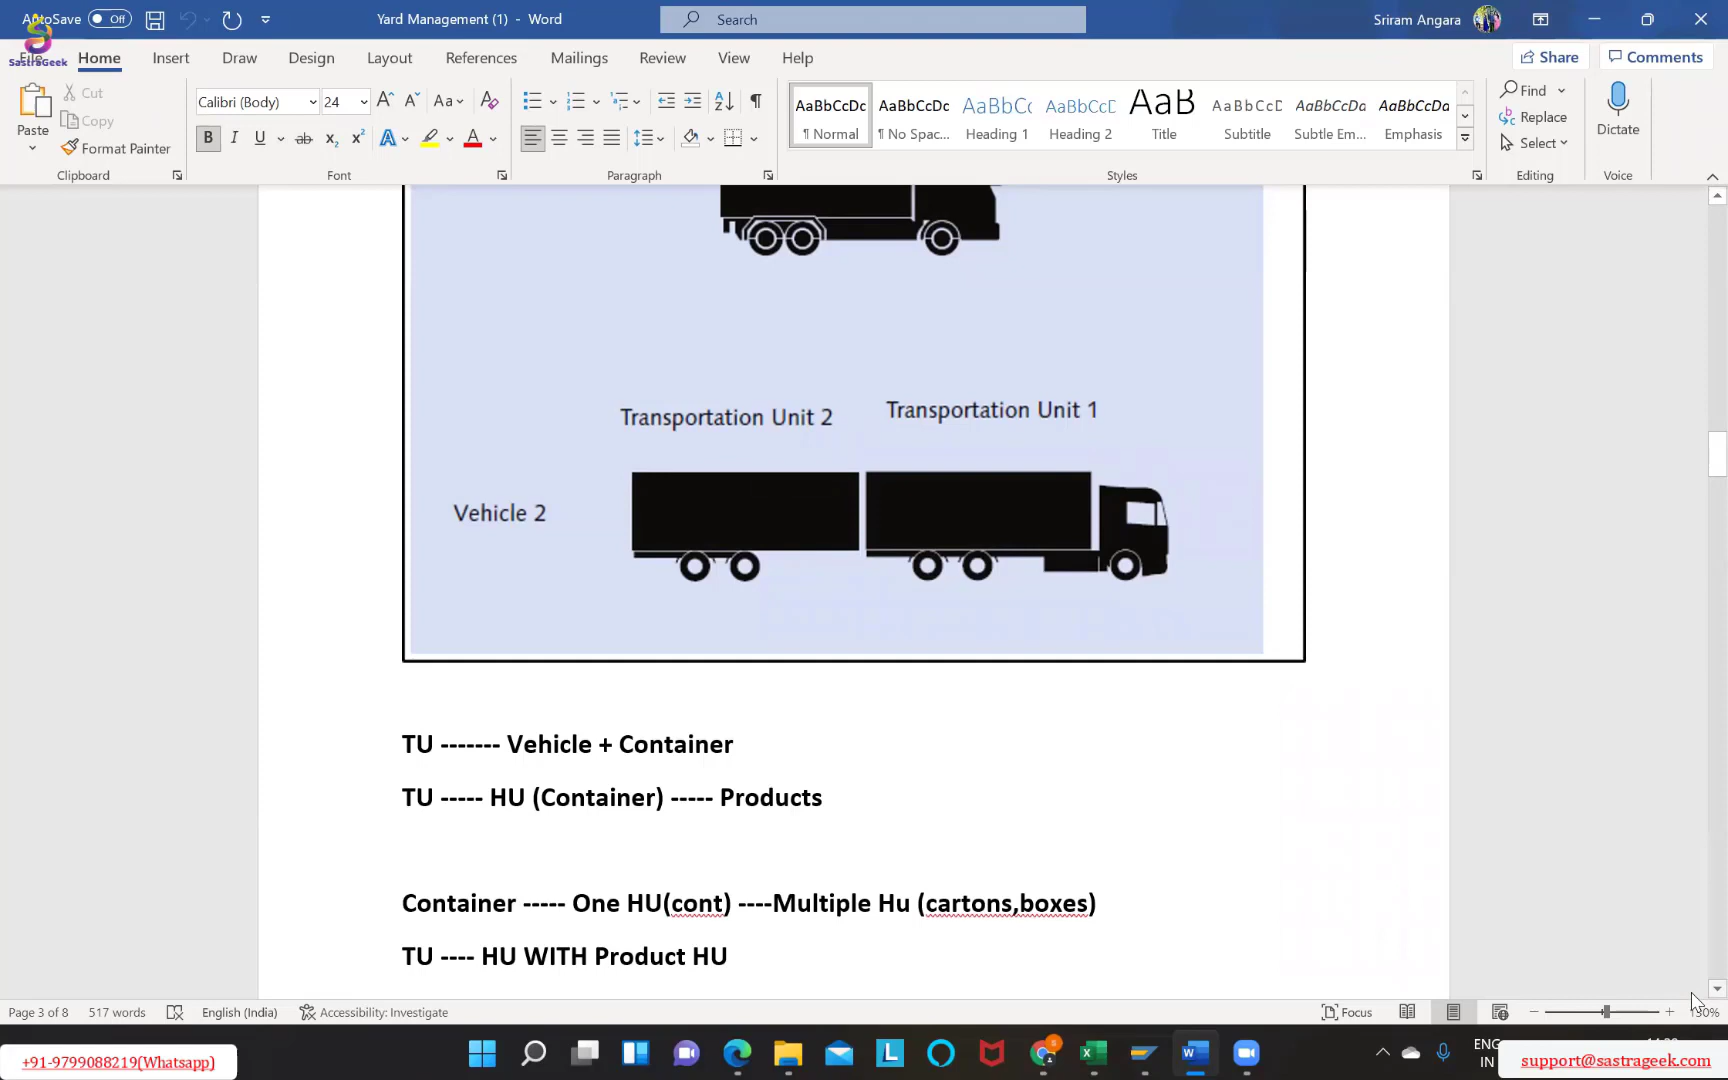 AutoSave Off
Yard Management (1) - Word
Search
Sriram Angara
SastraGeek
File Home Insert Draw Design Layout References Mailings Review View Help
Share Comments
Paste
Cut
Copy
Format Painter
Clipboard
Calibri (Body) 24
Font
Paragraph
AaBbCcDc AaBbCcDc AaBbCc AaBbCcD AaB AaBbCcD AaBbCcDa AaBbCcDa
¶ Normal ¶ No Spac... Heading 1 Heading 2 Title Subtitle Subtle Em... Emphasis
Styles
Find
Replace
Select
Editing
Dictate
Voice
Transportation Unit 2 Transportation Unit 1
Vehicle 2
TU ------- Vehicle + Container
TU ----- HU (Container) ----- Products
Container ----- One HU(cont) ----Multiple Hu (cartons,boxes)
TU ---- HU WITH Product HU
Page 3 of 8 517 words English (India) Accessibility: Investigate
Focus
+91-9799088219(Whatsapp)
ENG
IN
support@sastrageek.com